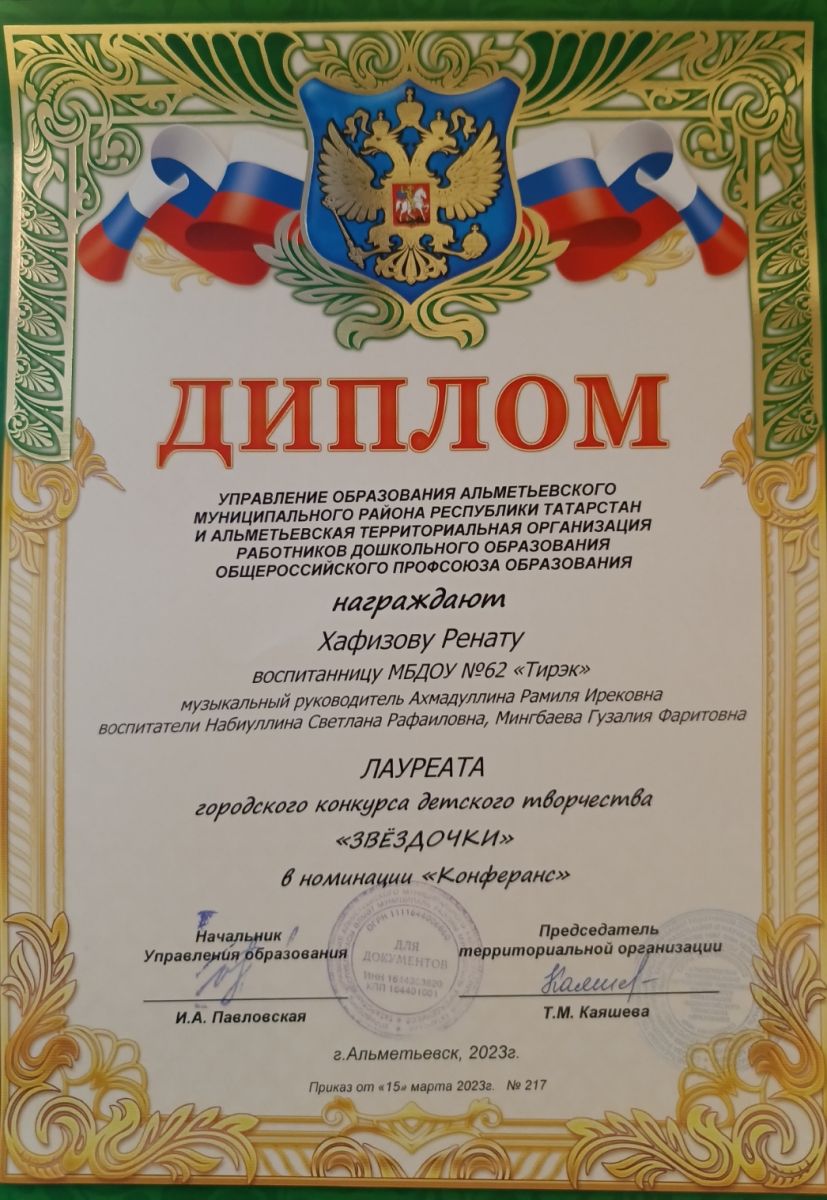 ДИПЛОМ
УПРАВЛЕНИЕ ОБРАЗОВАНИЯ АЛЬМЕТЬЕВСКОГО
МУНИЦИПАЛЬНОГО РАЙОНА РЕСПУБЛИКИ ТАТАРСТАН
И АЛЬМЕТЬЕВСКАЯ ТЕРРИТОРИАЛЬНАЯ ОРГАНИЗАЦИЯ
РАБОТНИКОВ ДОШКОЛЬНОГО ОБРАЗОВАНИЯ
ОБЩЕРОССИЙСКОГО ПРОФСОЮЗА ОБРАЗОВАНИЯ
награждают
Хафизову Ренату
воспитанницу МБДОУ №62 «Тирэк»
музыкальный руководитель Ахмадуллина Рамиля Ирековна
воспитатели Набиуллина Светлана Рафаиловна, Мингбаева Гузалия Фаритовна
ЛАУРЕАТА
городского конкурса детского творчества
«ЗВЁЗДОЧКИ»
в номинации «Конферанс»
Начальник
Управления образования
И.А. Павловская
ДЛЯ
ДОКУМЕНТОВ
Председатель
территориальной организации
Т.М. Каяшева
г.Альметьевск, 2023г.
Приказ от «15» марта 2023г. № 217